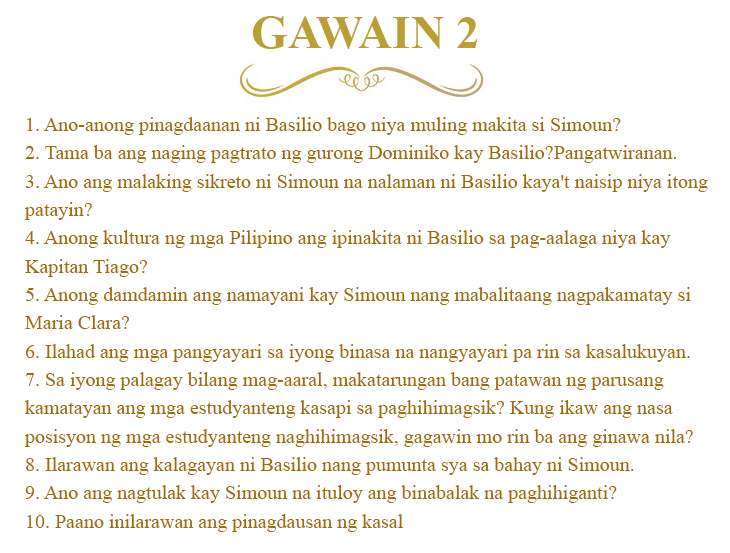 GAWAIN 2
1. Ano-anong pinagdaanan ni Basilio bago niya muling makita si Simoun?
2. Tama ba ang naging pagtrato ng gurong Dominiko kay Basilio?Pangatwiranan.
3. Ano ang malaking sikreto ni Simoun na nalaman ni Basilio kaya't naisip niya itong
patayin?
4. Anong kultura ng mga Pilipino ang ipinakita ni Basilio sa pag-aalaga niya kay
Kapitan Tiago?
5. Anong damdamin ang namayani kay Simoun nang mabalitaang nagpakamatay si
Maria Clara?
6. Ilahad ang mga pangyayari sa iyong binasa na nangyayari pa rin sa kasalukuyan.
7. Sa iyong palagay bilang mag-aaral, makatarungan bang patawan ng parusang
kamatayan ang mga estudyanteng kasapi sa paghihimagsik? Kung ikaw ang nasa
posisyon ng mga estudyanteng naghihimagsik, gagawin mo rin ba ang ginawa nila?
8. Ilarawan ang kalagayan ni Basilio nang pumunta sya sa bahay ni Simoun.
9. Ano ang nagtulak kay Simoun na ituloy ang binabalak na paghihiganti?
10. Paano inilarawan ang pinagdausan ng kasal